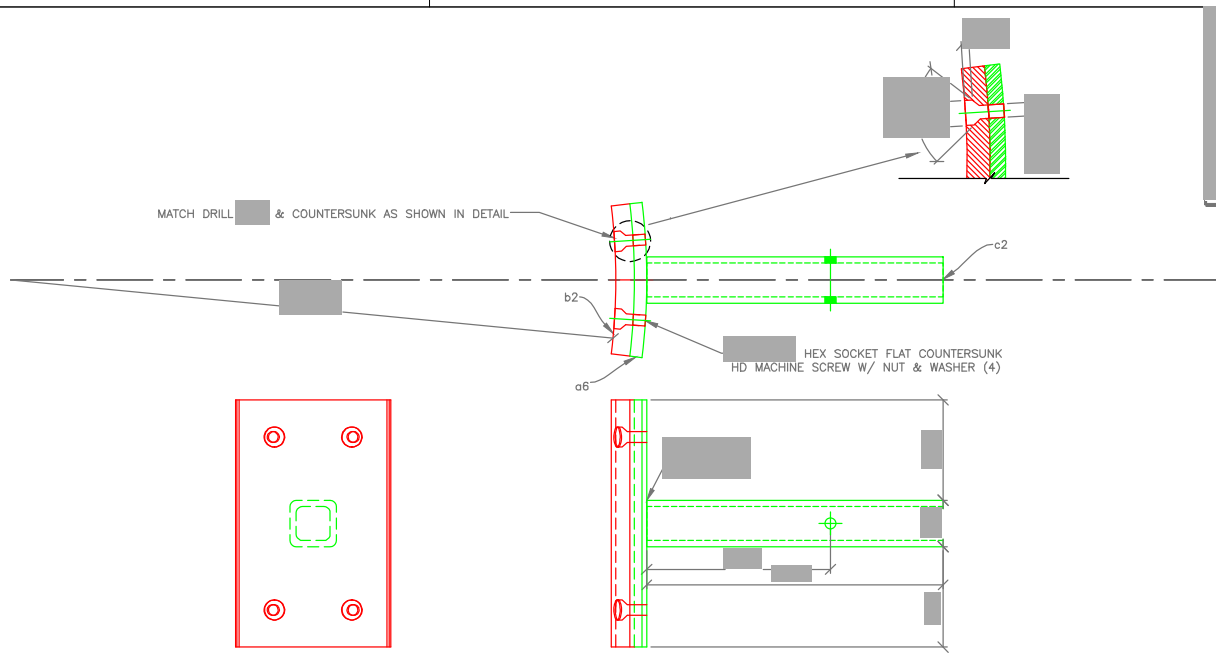 MATCH DRILL & COUNTERSUNK AS SHOWN IN DETAIL
c2
b2
HEX SOCKET FLAT COUNTERSUNK
HD MACHINE SCREW W/ NUT & WASHER (4)
a6